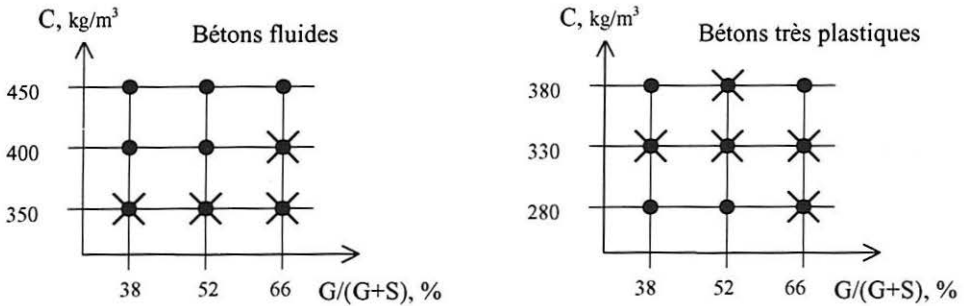 C, kg/m³
Bétons fluides
450
400
350
38 52 66 G/(G+S), %
C, kg/m³
Bétons très plastiques
380
330
280
38 52 66 G/(G+S), %